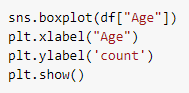 sns.boxplot(df["Age"])
plt.xlabel("Age")
plt.ylabel('count')
plt.show()